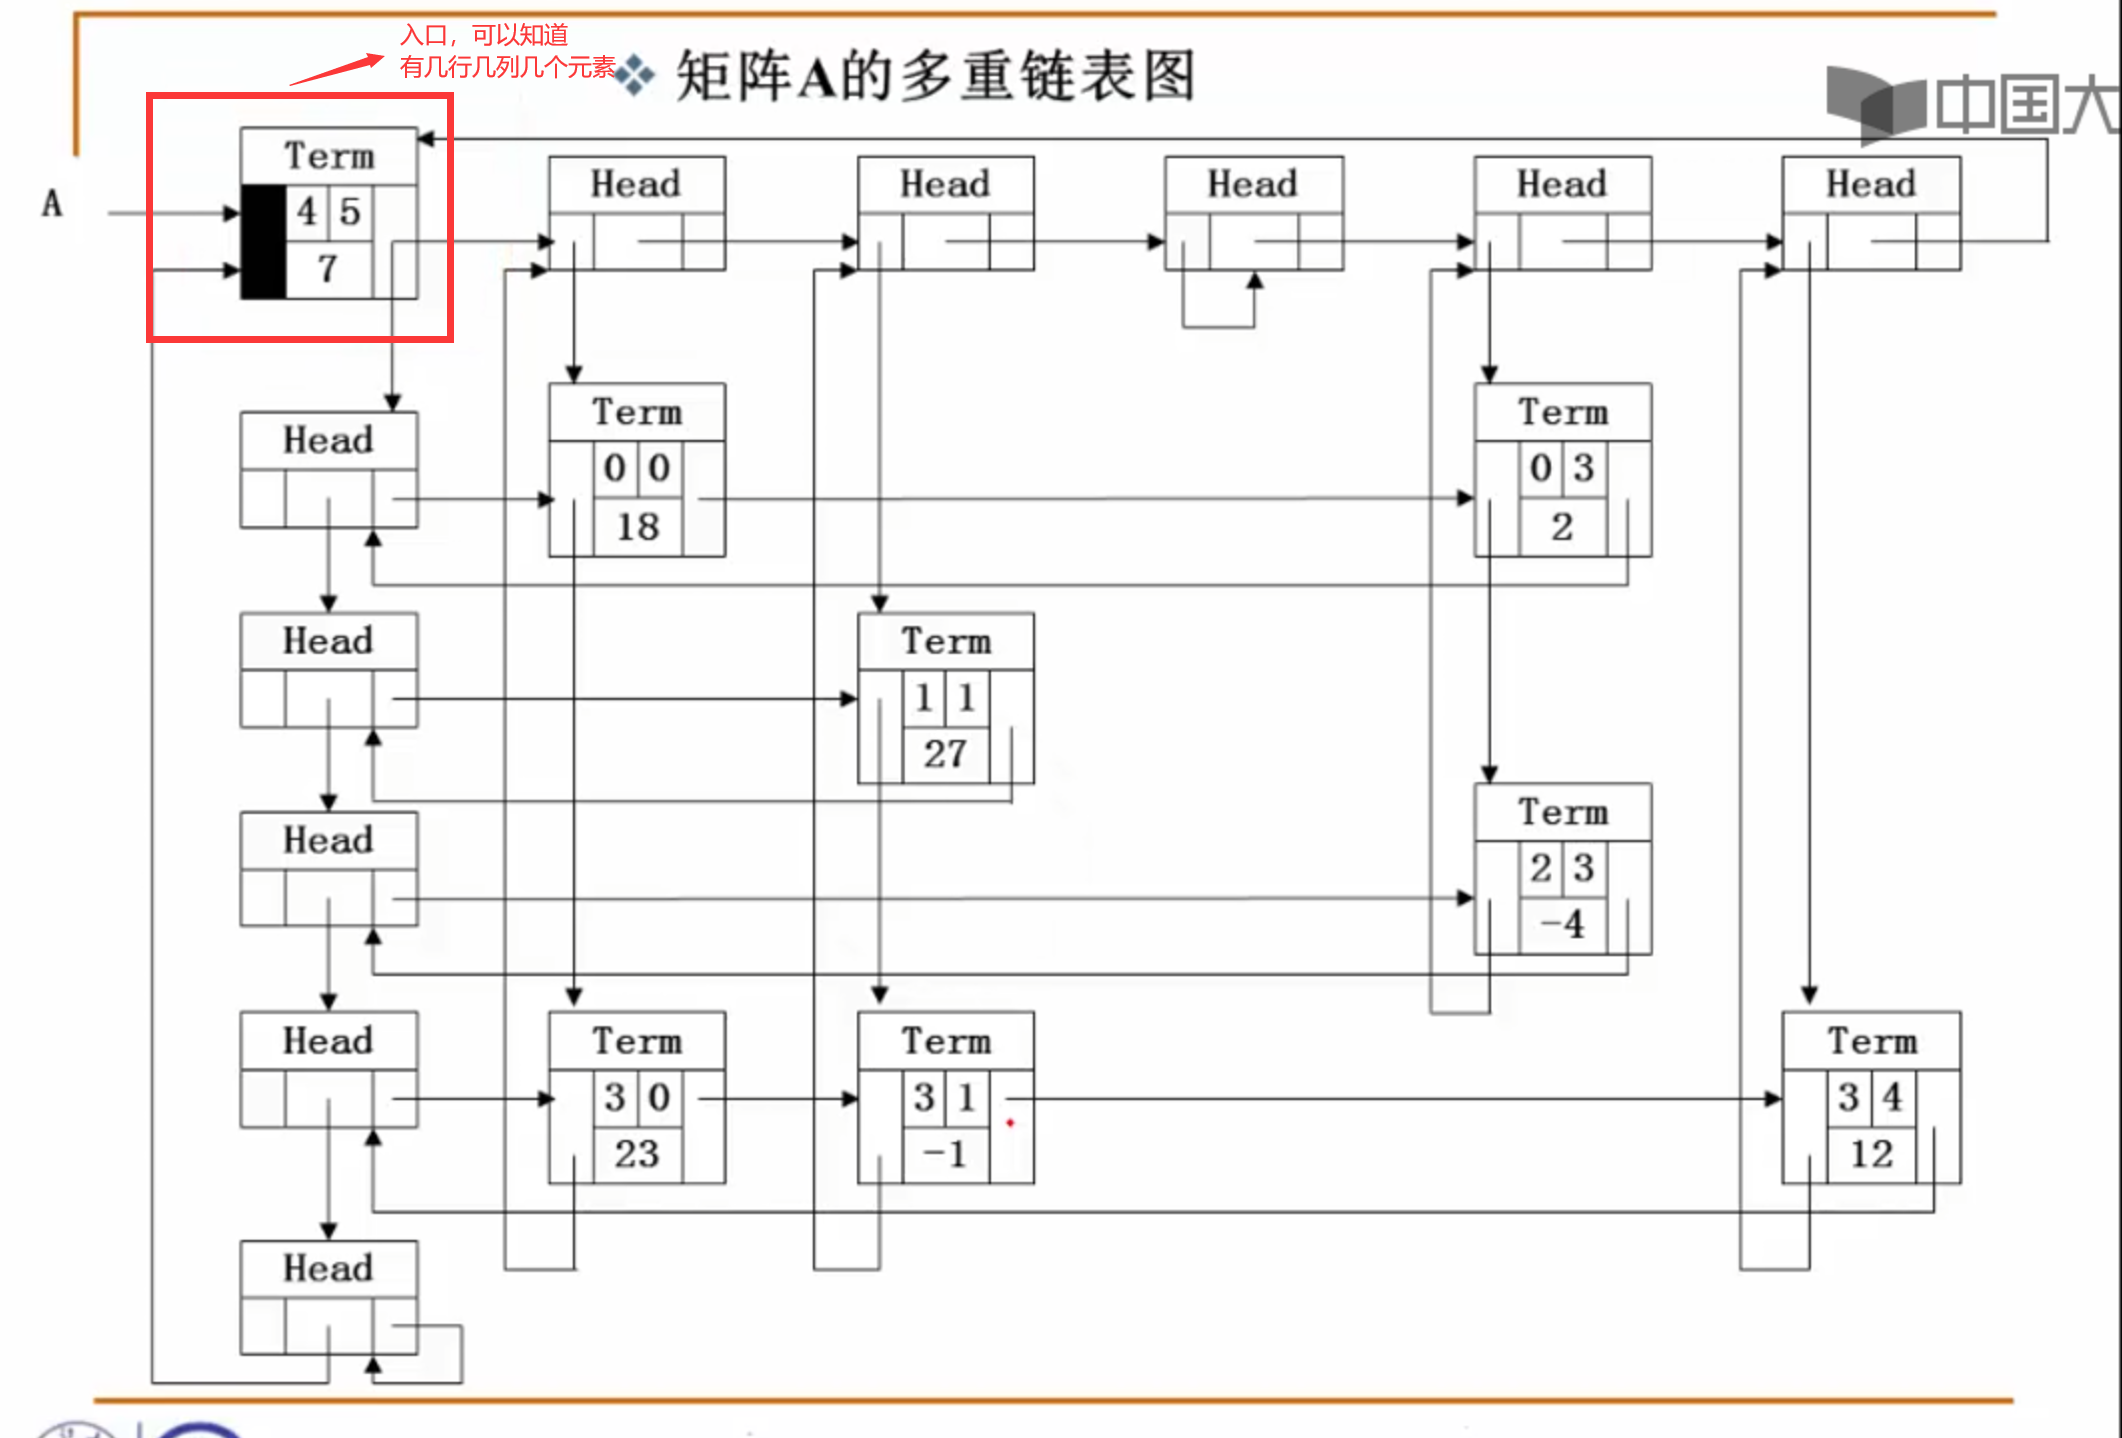 入口，可以知道
有几行几列几个元素
矩阵A的多重链表图
中国大
A
Term
4 5
7
Head
Head
Head
Head
Head
Head
Term
0 0
18
Term
0 3
2
Head
Term
1 1
27
Head
Term
2 3
-4
Head
Term
3 0
23
Term
3 1
-1
Term
3 4
12
Head